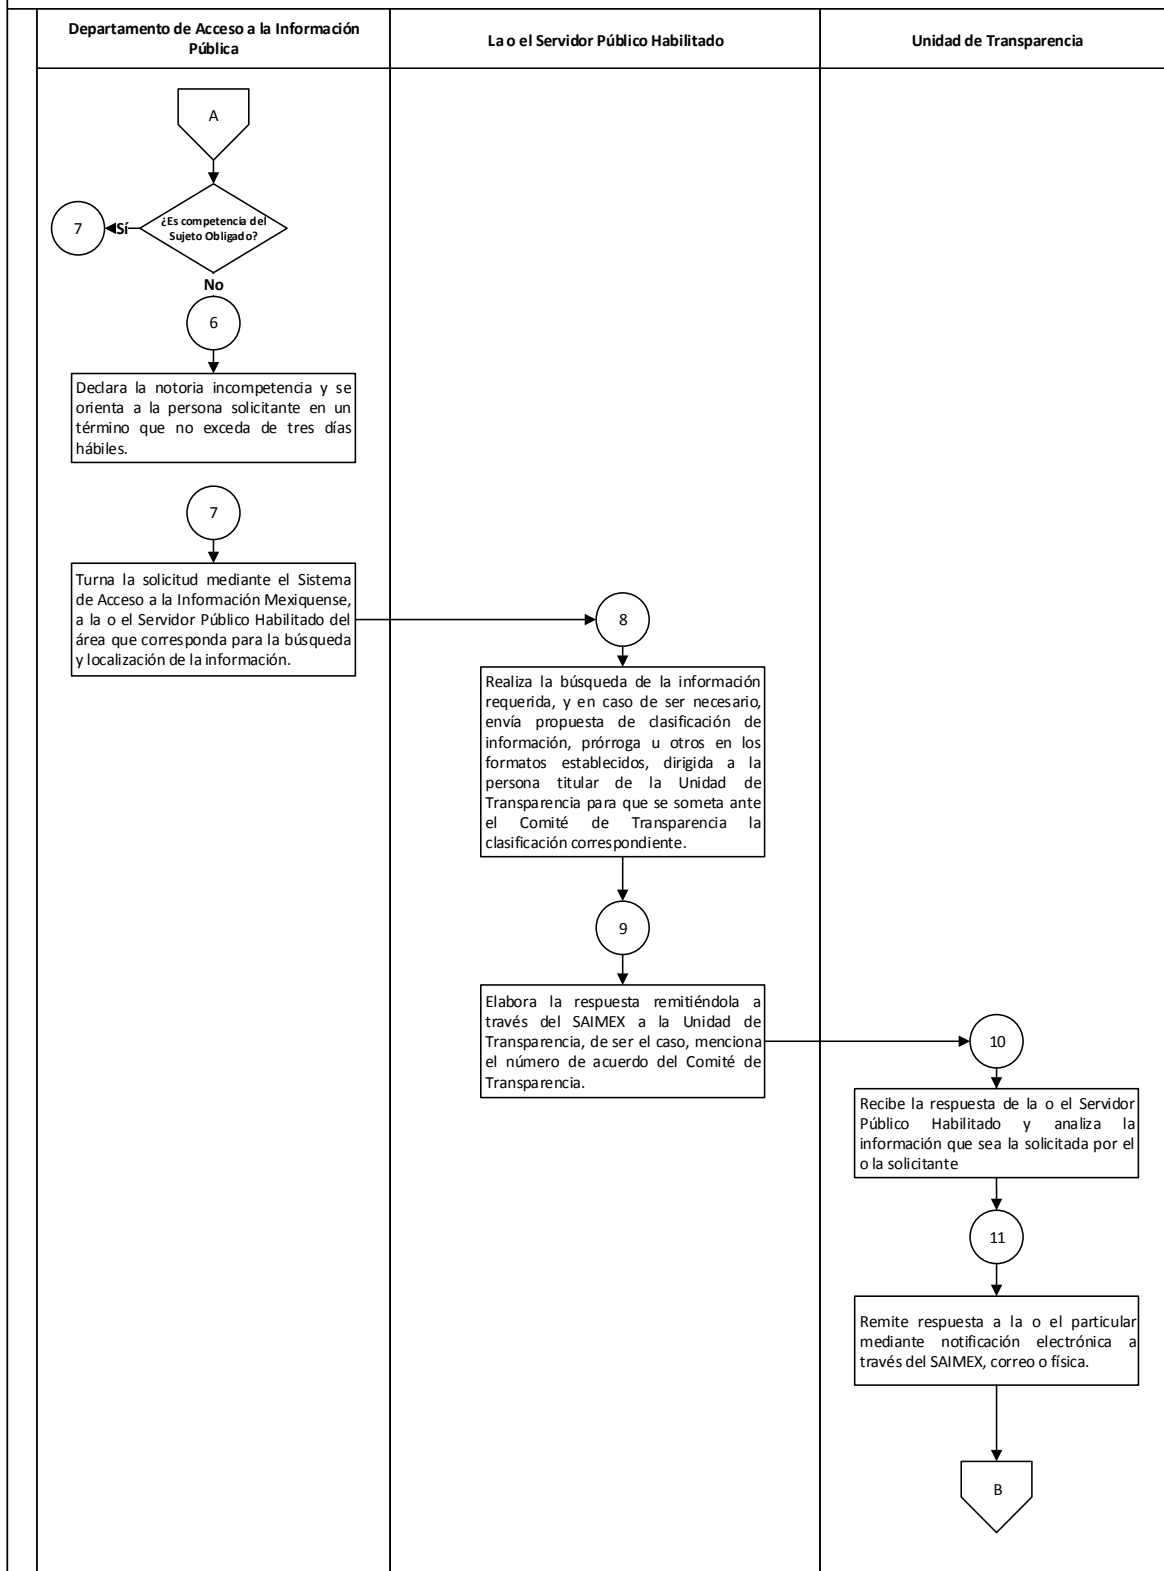 Departamento de Acceso a la Información
Pública
La o el Servidor Público Habilitado
Unidad de Transparencia
A
¿Es competencia del
Sujeto Obligado?
Sí
7
No
6
Declara la notoria incompetencia y se
orienta a la persona solicitante en un
término que no exceda de tres días
hábiles.
7
Turna la solicitud mediante el Sistema
de Acceso a la Información Mexiquense,
a la o el Servidor Público Habilitado del
área que corresponda para la búsqueda
y localización de la información.
8
Realiza la búsqueda de la información
requerida, y en caso de ser necesario,
envía propuesta de clasificación de
información, prórroga u otros en los
formatos establecidos, dirigida a la
persona titular de la Unidad de
Transparencia para que se someta ante
el Comité de Transparencia la
clasificación correspondiente.
9
Elabora la respuesta remitiéndola a
través del SAIMEX a la Unidad de
Transparencia, de ser el caso, menciona
el número de acuerdo del Comité de
Transparencia.
10
Recibe la respuesta de la o el Servidor
Público Habilitado y analiza la
información que sea la solicitada por el
o la solicitante
11
Remite respuesta a la o el particular
mediante notificación electrónica a
través del SAIMEX, correo o física.
B